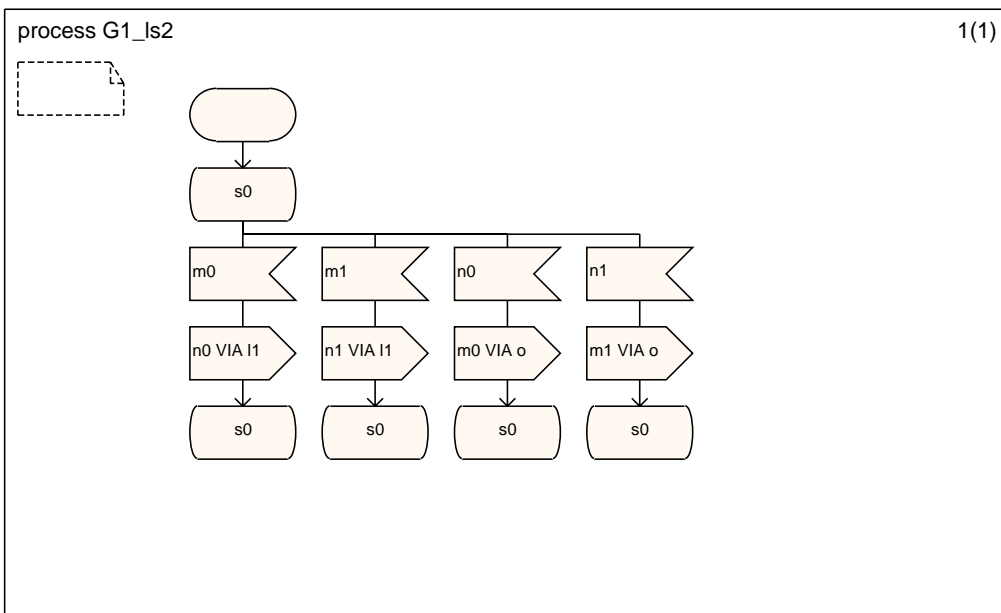 process G1_ls2
1(1)
s0
m0 m1 n0 n1
n0 VIA l1 n1 VIA l1 m0 VIA o m1 VIA o
s0 s0 s0 s0